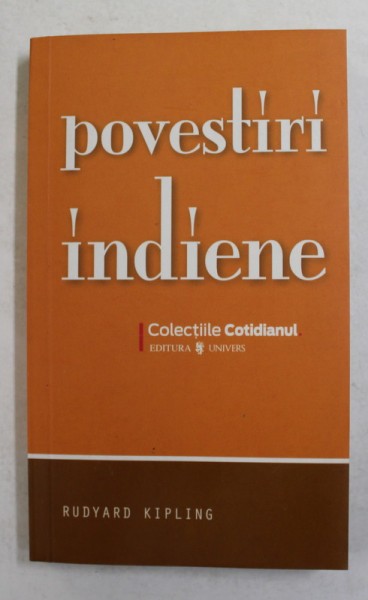 povestiri
indiene
Colecțiile Cotidianul.
EDITURA UNIVERS
RUDYARD KIPLING